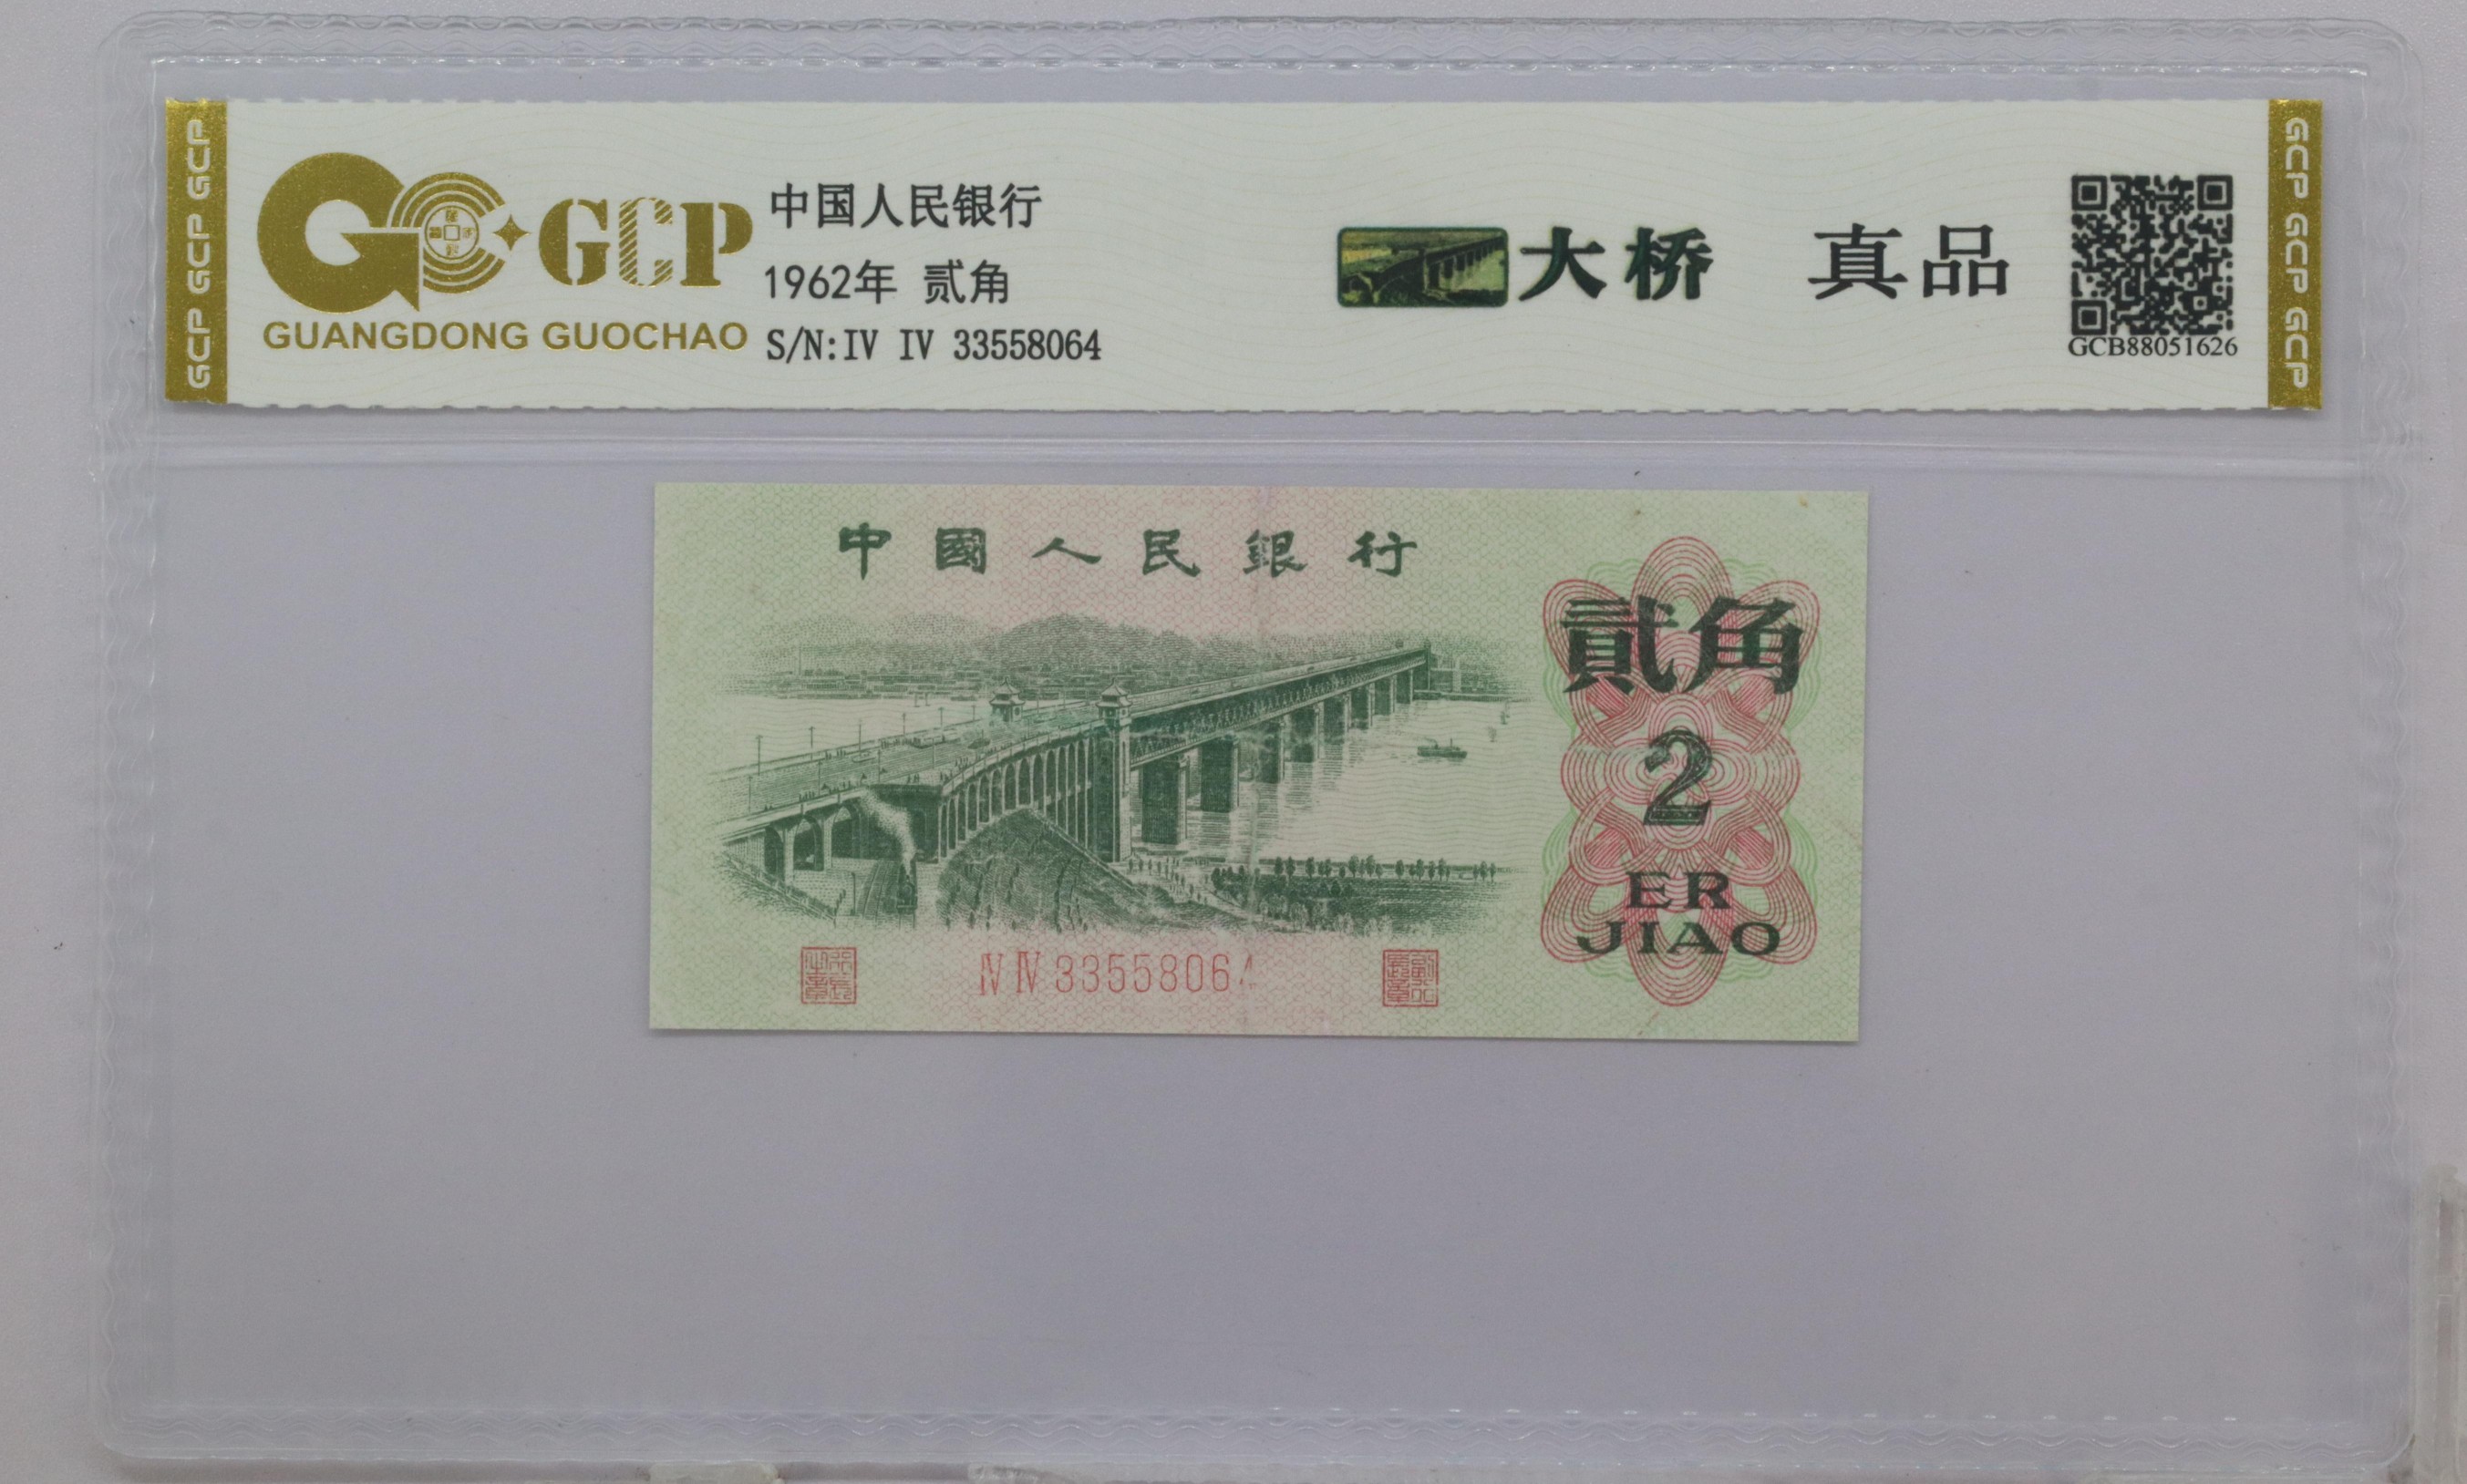 GCP GCP GCP
GCP
GUANGDONG GUOCHAO
中国人民银行
1962年 贰角
S/N:IV IV 33558064
大桥 真品
GCB88051626
GCP GCP GCP
中國人民銀行
貳角
2
ER
JIAO
IV IV 33558064